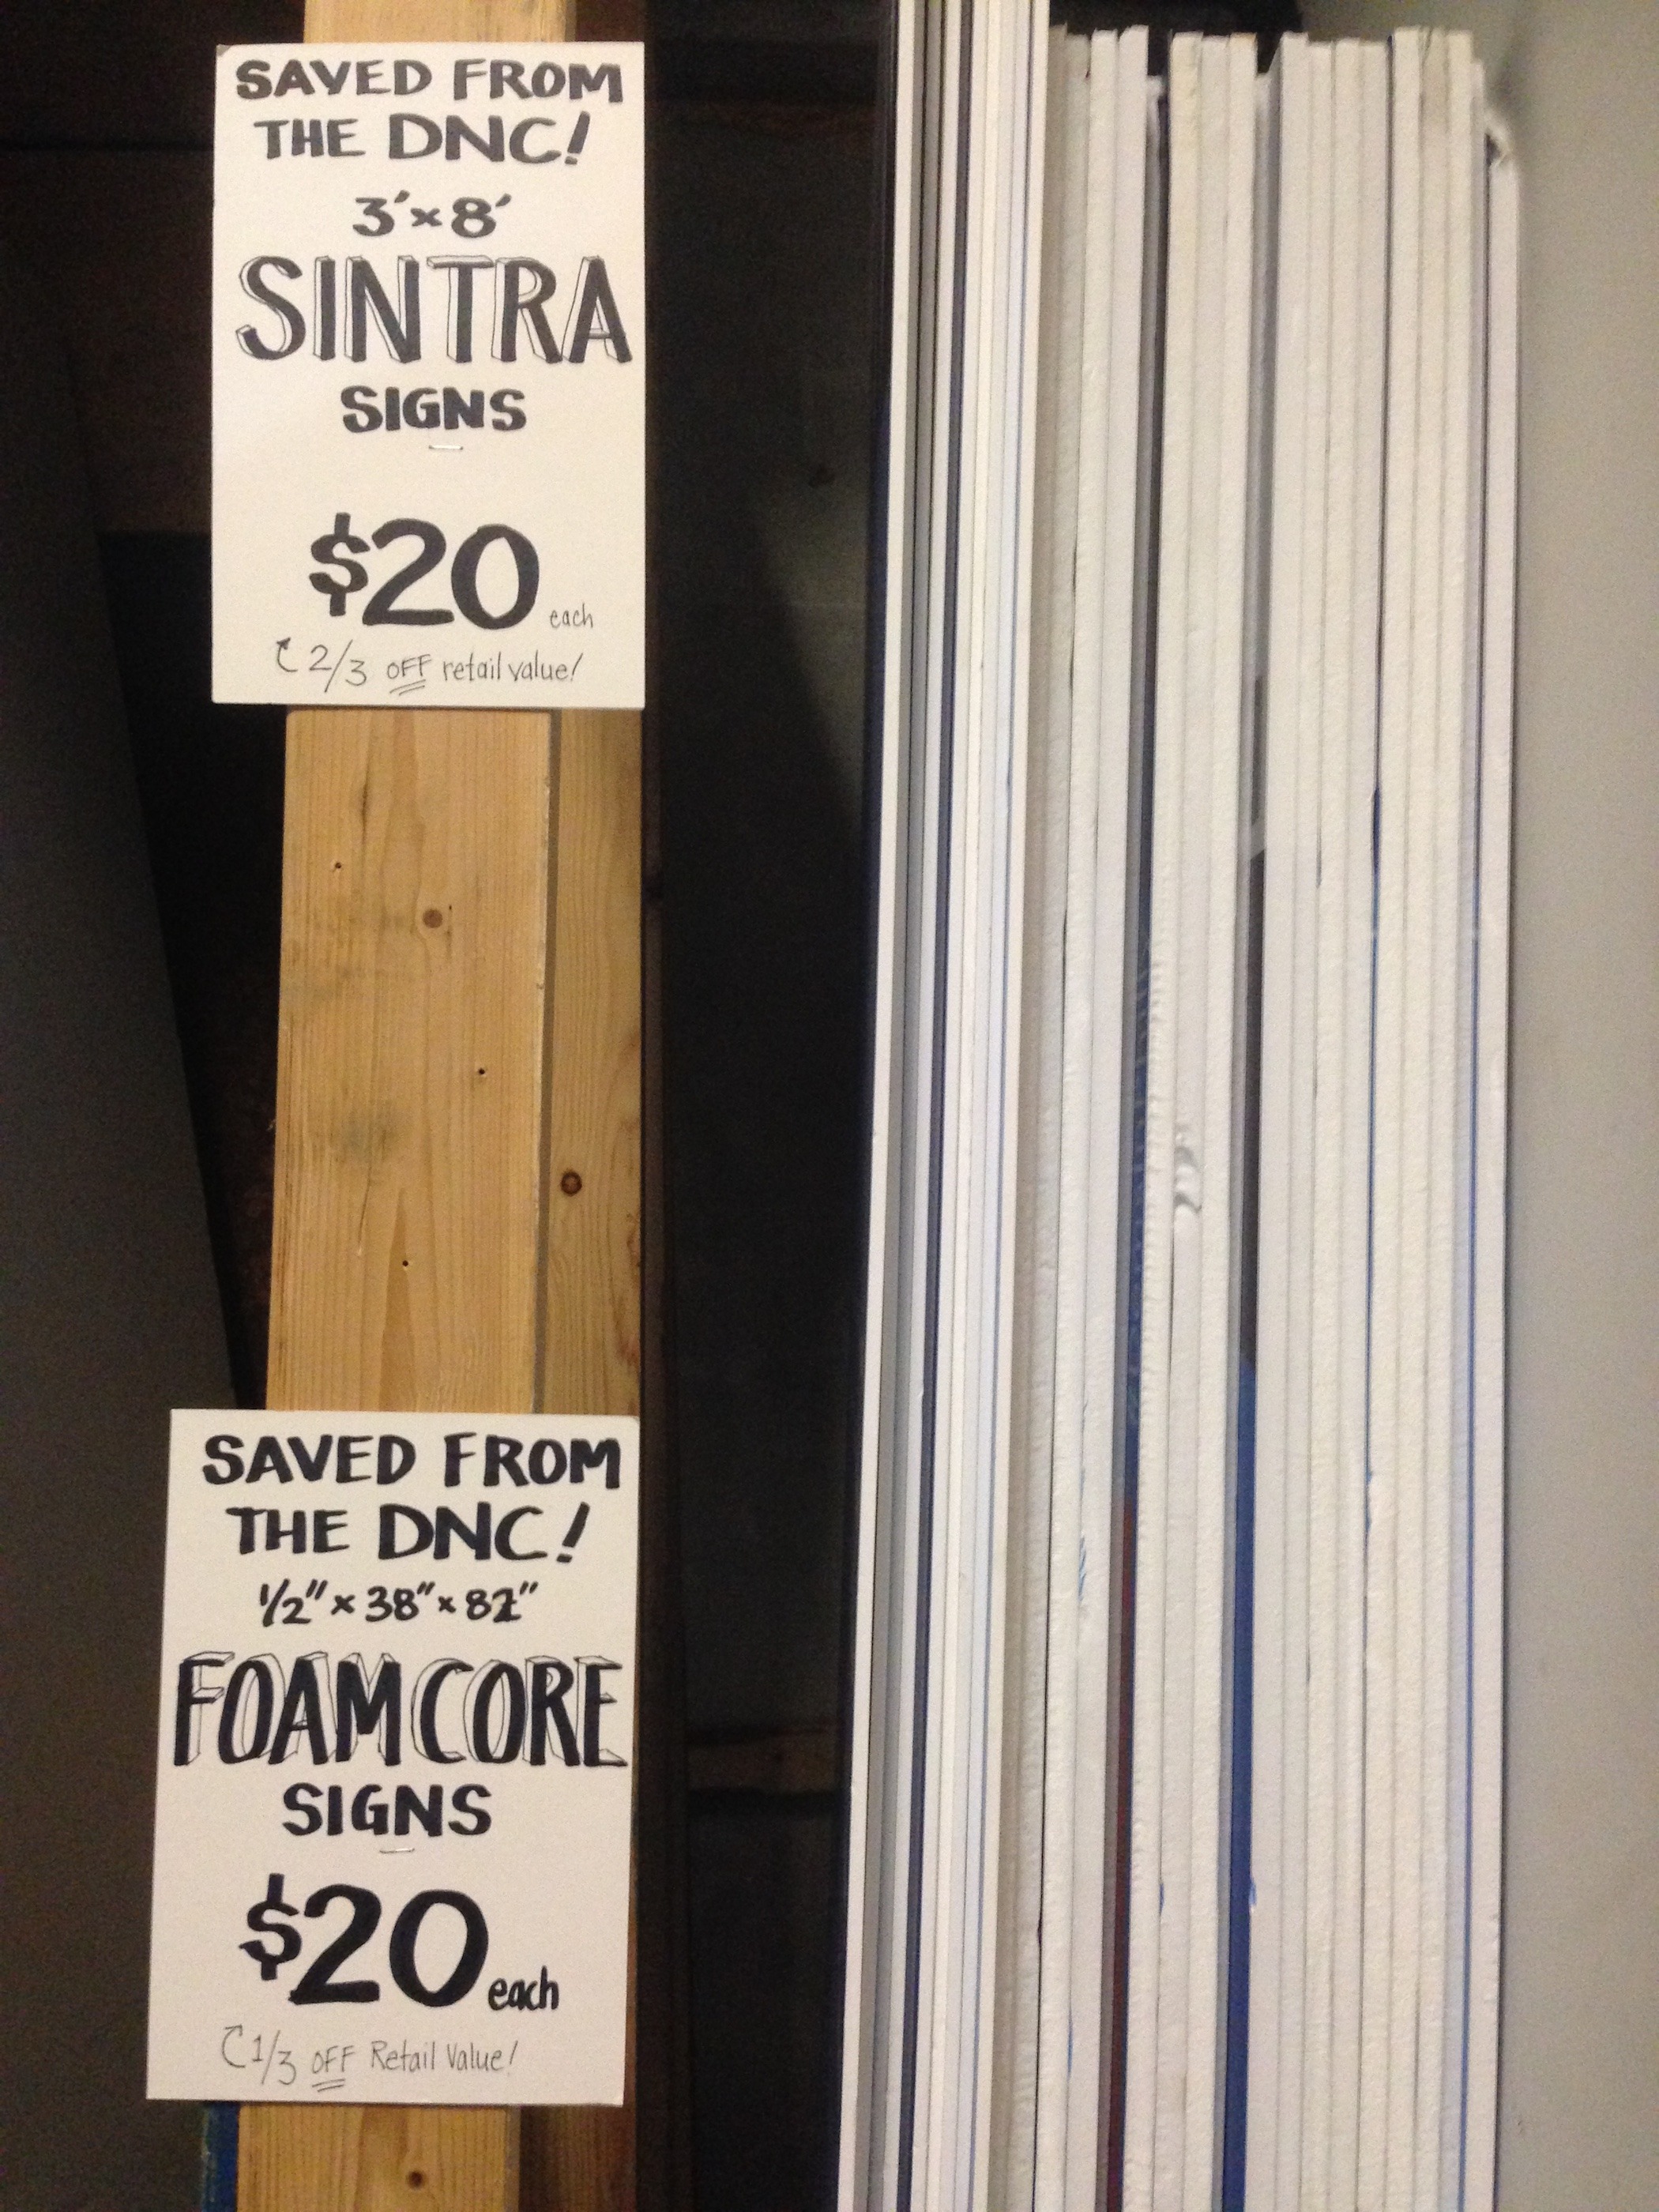 SAVED FROM
THE DNC!
3'×8'
SINTRA
SIGNS
$20 each
2/3 OFF retail value!
SAVED FROM
THE DNC!
1/2"×38"×82"
FOAMCORE
SIGNS
$20 each
1/3 OFF Retail Value!